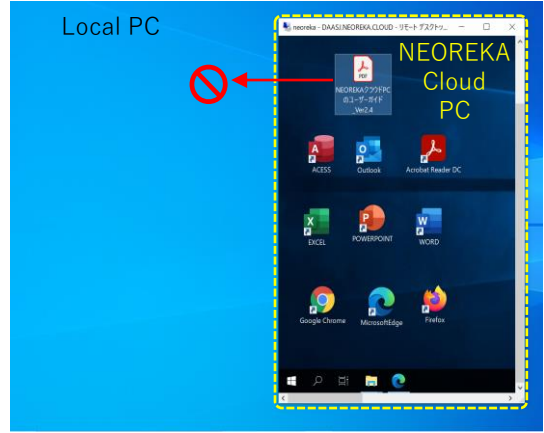 Local PC
neoreka - DAASJ.NEOREKA.CLOUD - リモート デスクトッ...
NEOREKA
Cloud
PC
PDF
NEOREKAクラウドPC
のユーザーガイド
_Ver2.4
ACESS
Outlook
Acrobat Reader DC
EXCEL
POWERPOINT
WORD
Google Chrome
MicrosoftEdge
Firefox